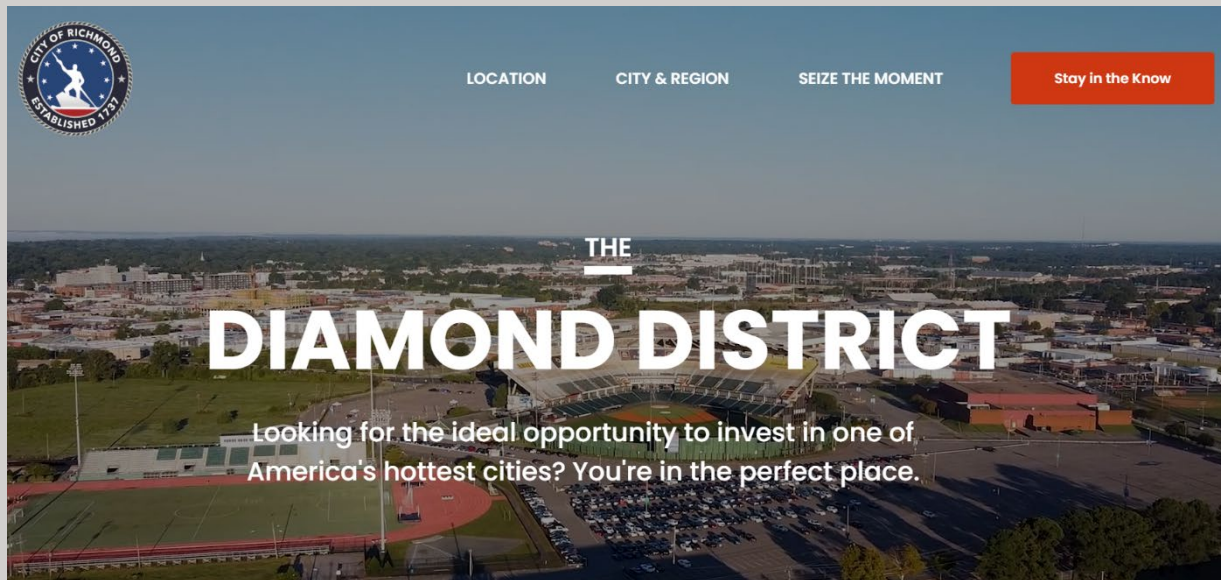 CITY OF RICHMOND
ESTABLISHED 1737
LOCATION
CITY & REGION
SEIZE THE MOMENT
Stay in the Know
THE
DIAMOND DISTRICT
Looking for the ideal opportunity to invest in one of
America's hottest cities? You're in the perfect place.